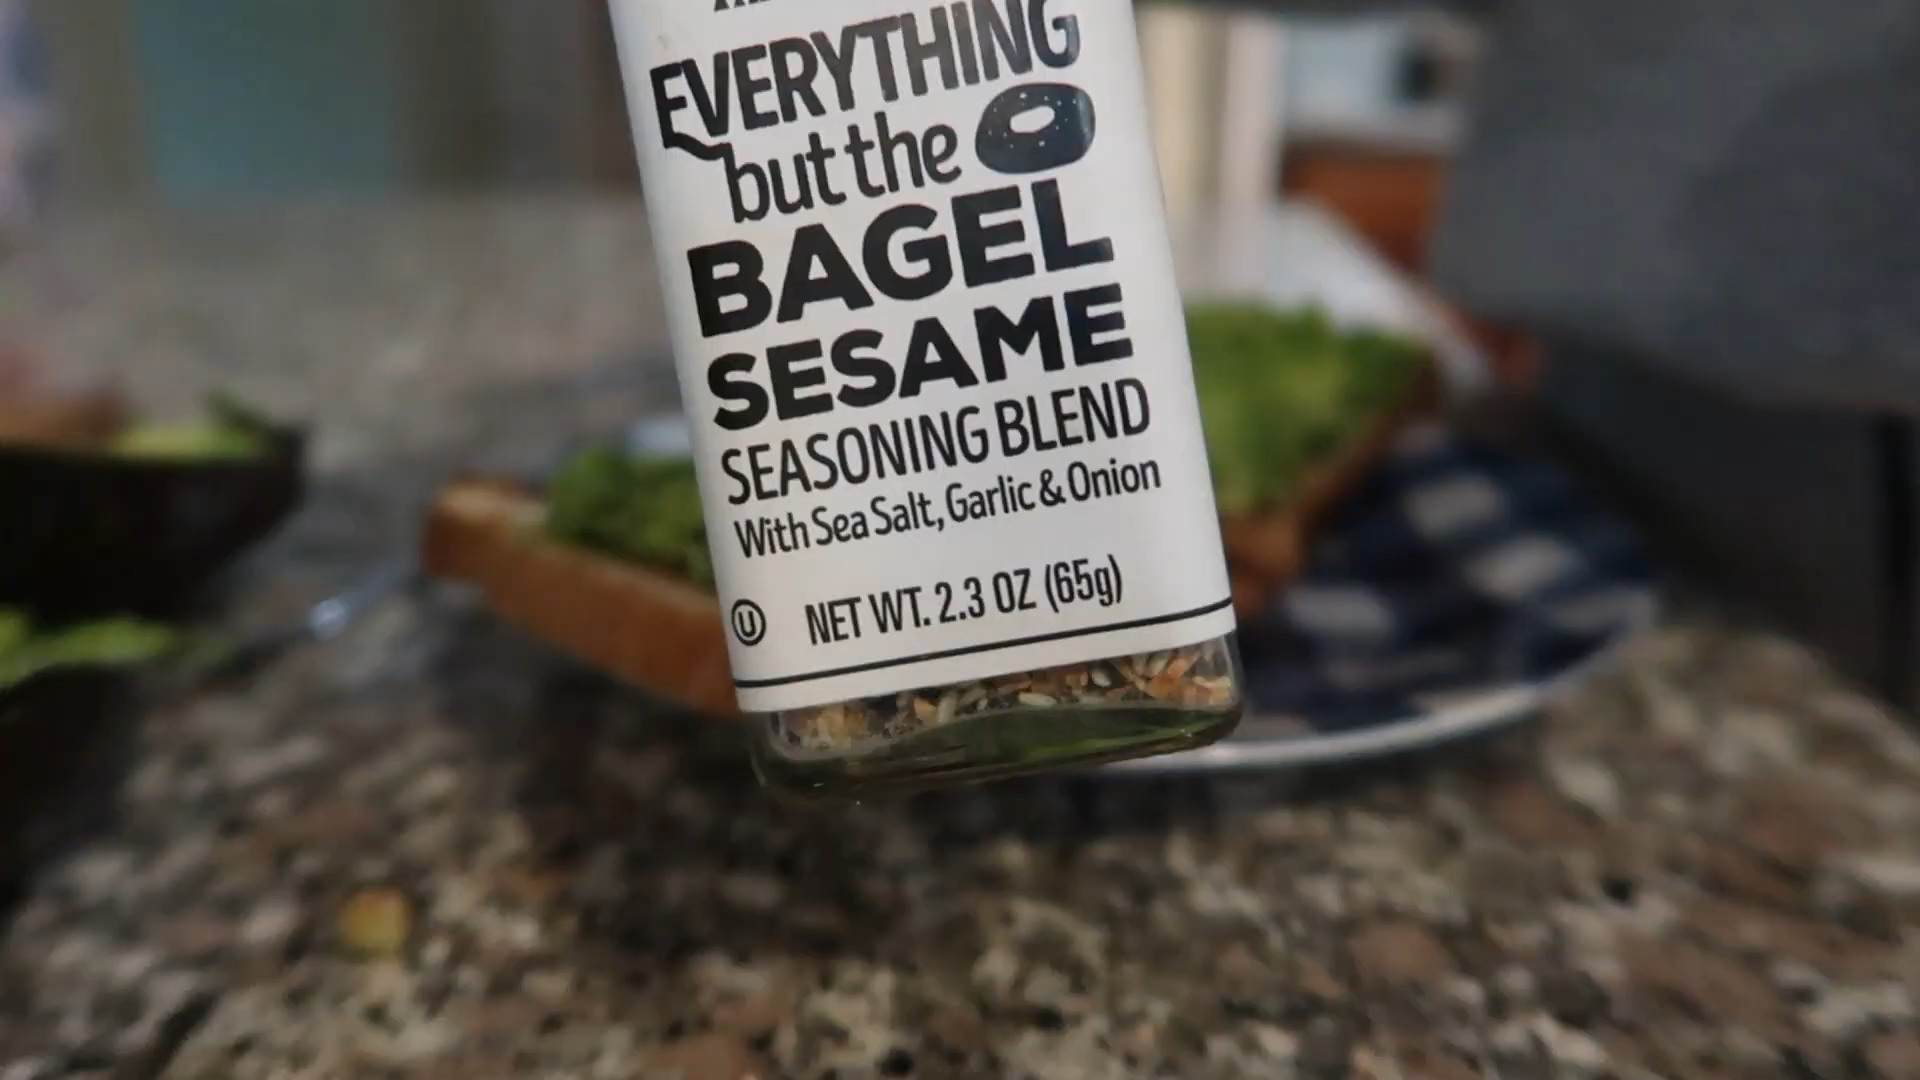 EVERYTHING
but the
BAGEL
SESAME
SEASONING BLEND
With Sea Salt, Garlic & Onion
Ⓤ NET WT. 2.3 OZ (65g)